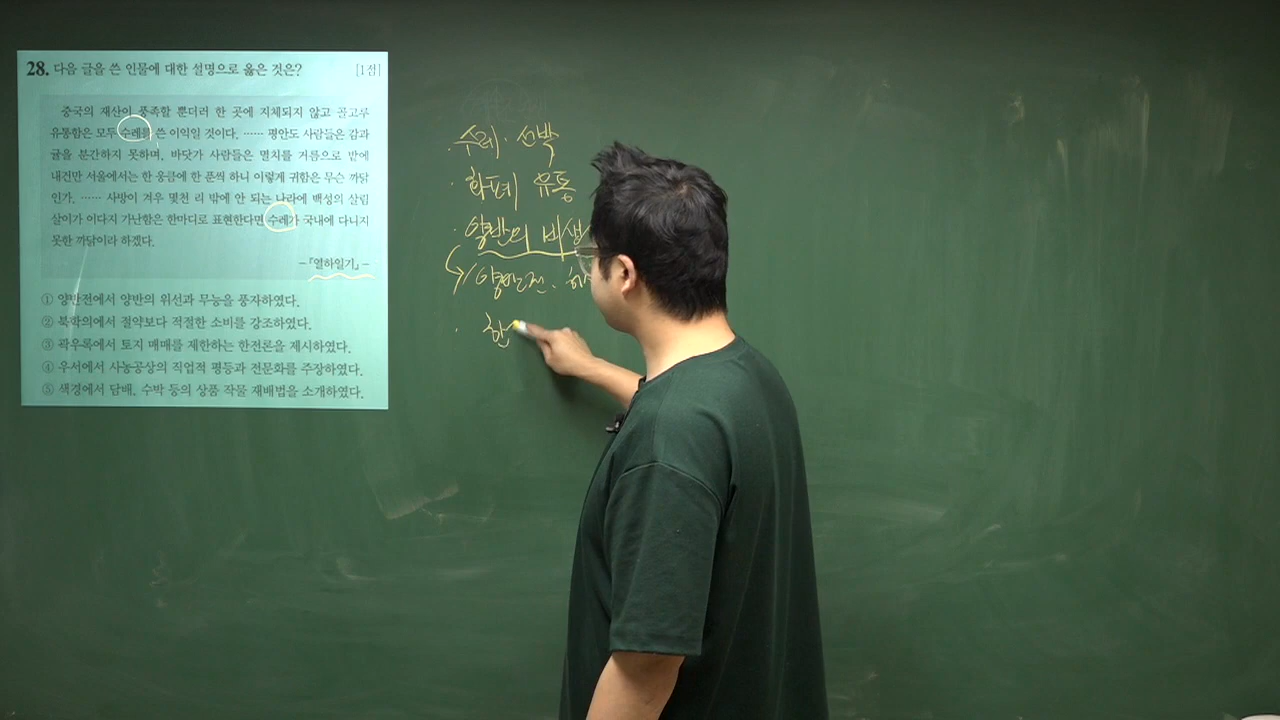 28. 다음 글을 쓴 인물에 대한 설명으로 옳은 것은? [1점]
중국의 재산이 풍족할 뿐더러 한 곳에 지체되지 않고 골고루
유통함은 모두 수레를 쓴 이익일 것이다. …… 평안도 사람들은 감과
귤을 분간하지 못하며, 바닷가 사람들은 멸치를 거름으로 밭에
내건만 서울에서는 한 웅큼에 한 푼씩 하니 이렇게 귀함은 무슨 까닭
인가. …… 사방이 겨우 몇천 리 밖에 안 되는 나라에 백성의 살림
살이가 이다지 가난함은 한마디로 표현한다면 수레가 국내에 다니지
못한 까닭이라 하겠다.
-『열하일기』-
① 양반전에서 양반의 위선과 무능을 풍자하였다.
② 북학의에서 절약보다 적절한 소비를 강조하였다.
③ 곽우록에서 토지 매매를 제한하는 한전론을 제시하였다.
④ 우서에서 사농공상의 직업적 평등과 전문화를 주장하였다.
⑤ 색경에서 담배, 수박 등의 상품 작물 재배법을 소개하였다.
· 수레·선박
· 화폐 유통
· 양반의 비생
양반전,
· 한